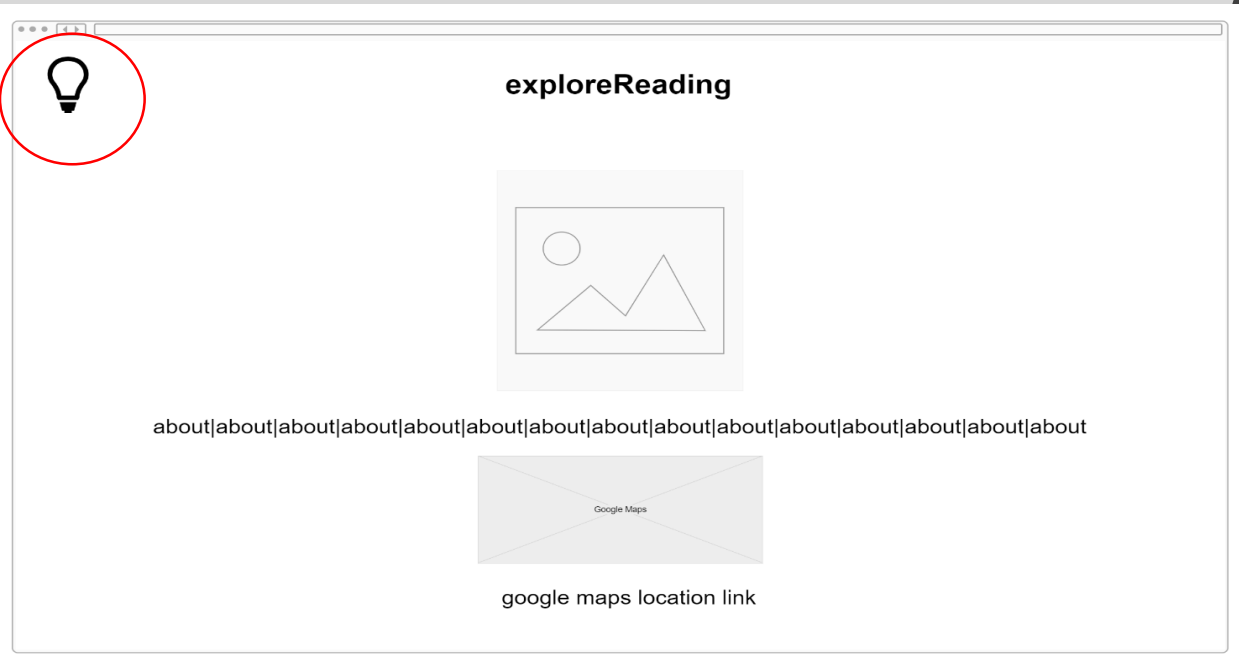 exploreReading
about|about|about|about|about|about|about|about|about|about|about|about|about|about|about
Google Maps
google maps location link